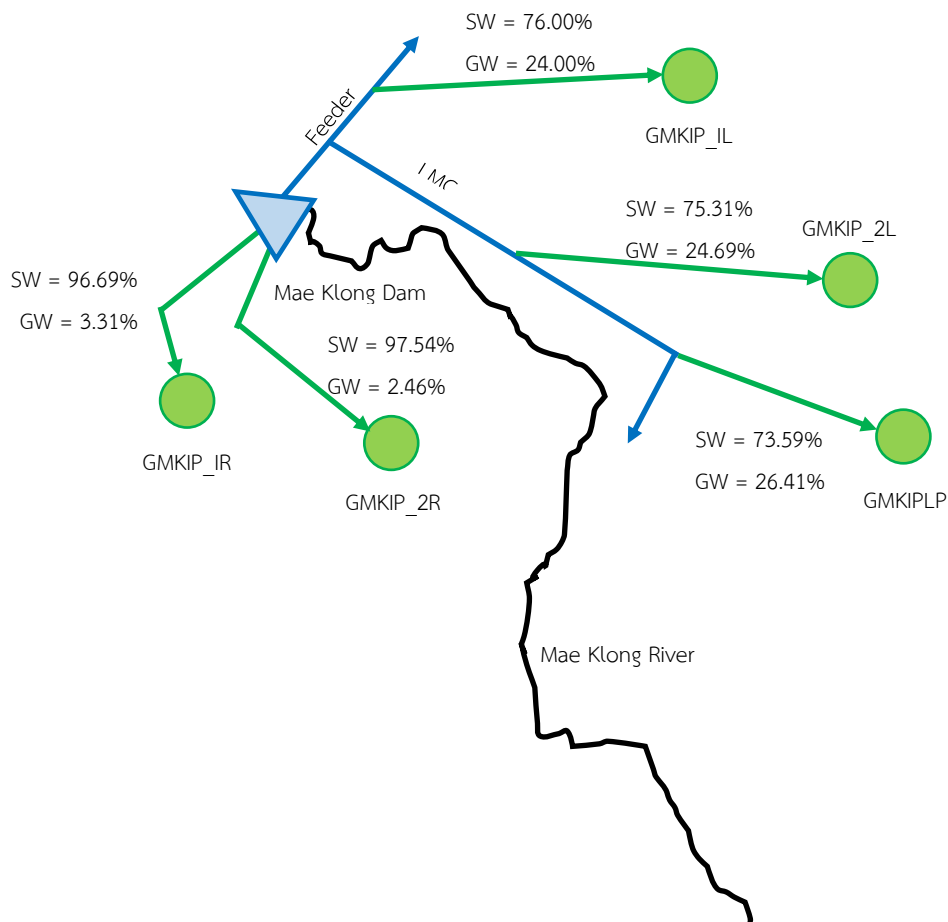 SW = 76.00%
GW = 24.00%
Feeder
GMKIP_IL
I MC
SW = 75.31%
GW = 24.69%
GMKIP_2L
SW = 96.69%
GW = 3.31%
Mae Klong Dam
SW = 97.54%
GW = 2.46%
GMKIP_IR
GMKIP_2R
SW = 73.59%
GW = 26.41%
GMKIPLP
Mae Klong River